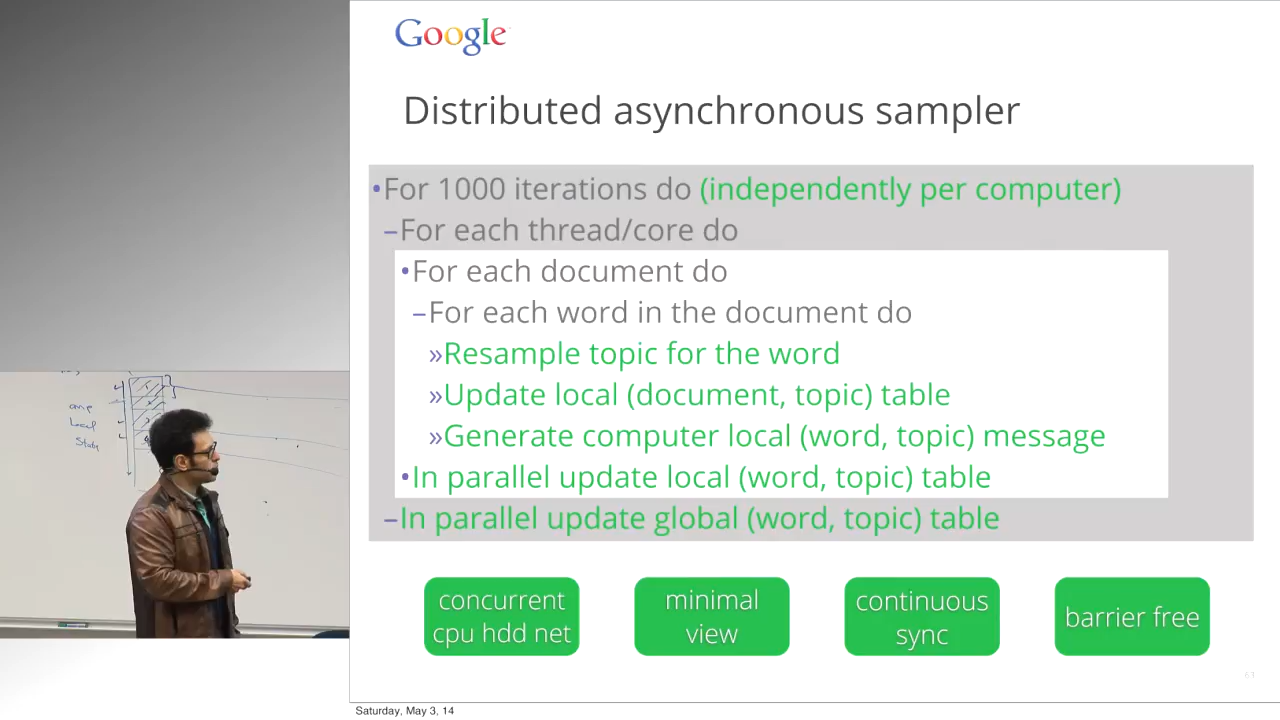 Google
Distributed asynchronous sampler
•For 1000 iterations do (independently per computer)
–For each thread/core do
•For each document do
–For each word in the document do
»Resample topic for the word
»Update local (document, topic) table
»Generate computer local (word, topic) message
•In parallel update local (word, topic) table
–In parallel update global (word, topic) table
concurrent
cpu hdd net
minimal
view
continuous
sync
barrier free
63
Saturday, May 3, 14
Local
State